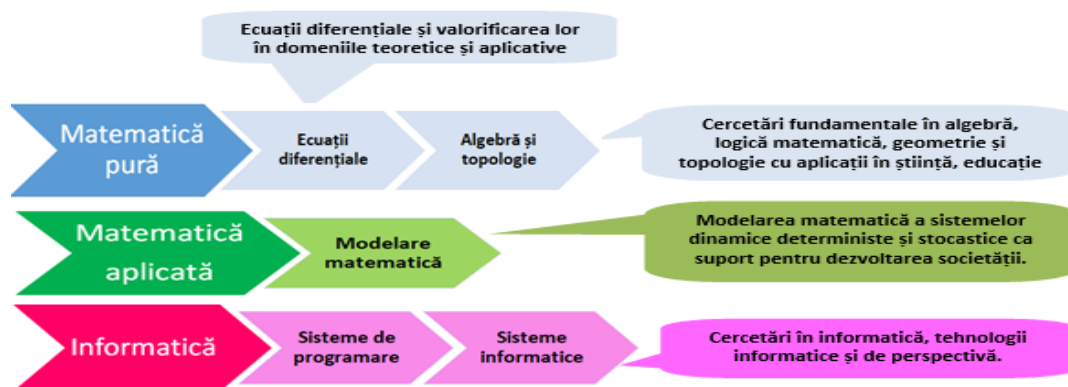 Ecuații diferențiale și valorificarea lor
în domeniile teoretice și aplicative
Matematică
pură
Ecuații
diferențiale
Algebră și
topologie
Cercetări fundamentale în algebră,
logică matematică, geometrie și
topologie cu aplicații în știință, educație
Matematică
aplicată
Modelare
matematică
Modelarea matematică a sistemelor
dinamice deterministe și stocastice ca
suport pentru dezvoltarea societății.
Informatică
Sisteme de
programare
Sisteme
informatice
Cercetări în informatică, tehnologii
informatice și de perspectivă.